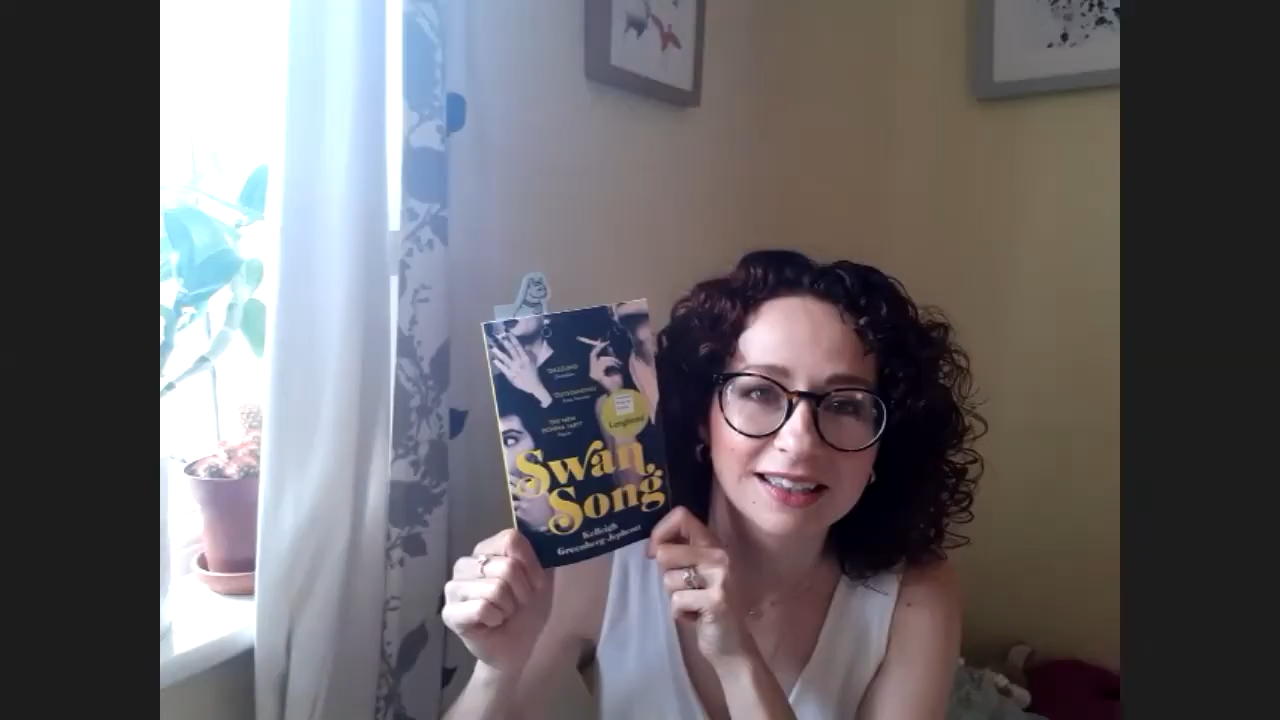 "DAZZLING"
"OUTSTANDING"
"THE NEW
DONNA TARTT"
Longlisted
Swan
Song
Kelleigh
Greenberg-Jephcott